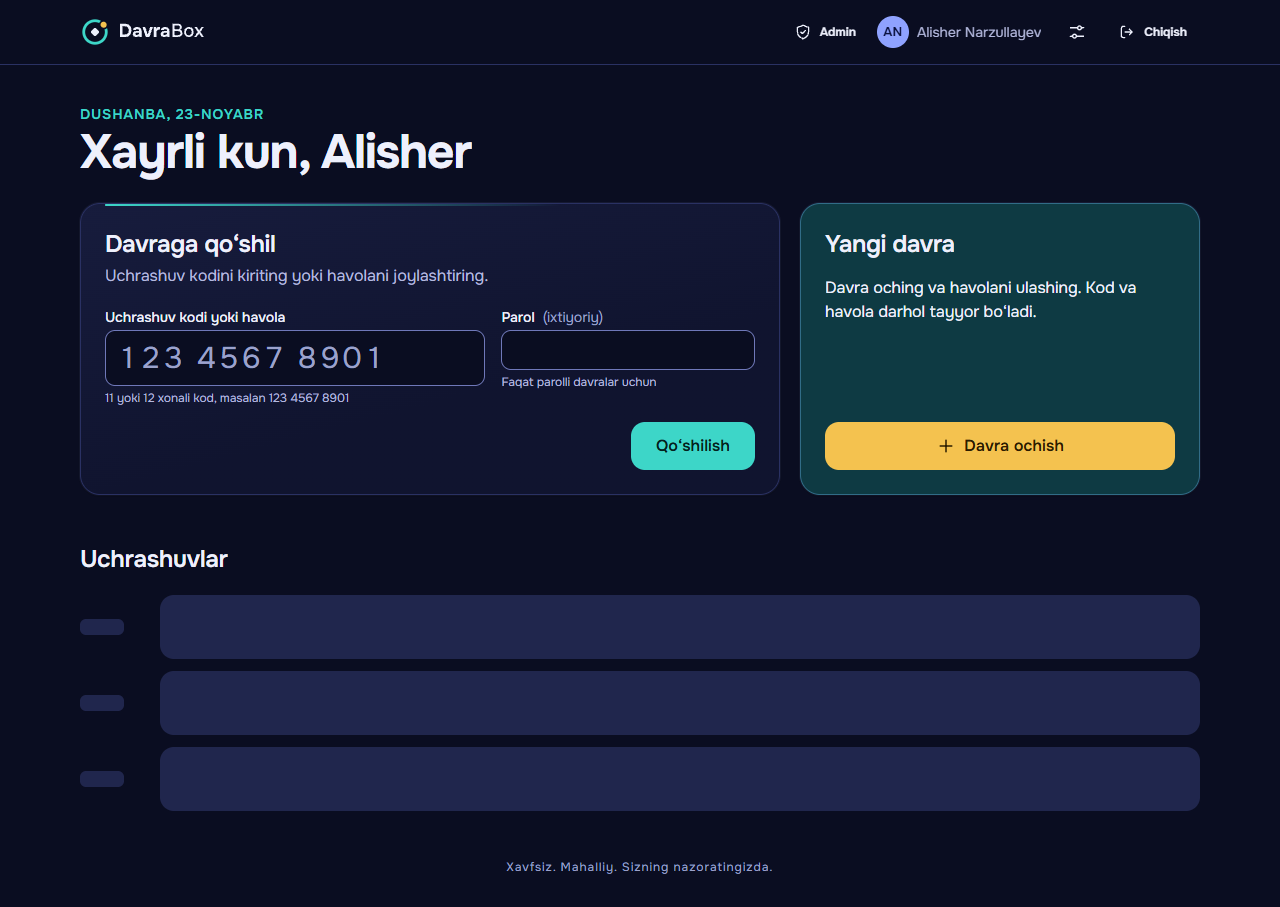 DavraBox
Admin
AN
Alisher Narzullayev
Chiqish
DUSHANBA, 23-NOYABR
Xayrli kun, Alisher
Davraga qo‘shil
Uchrashuv kodini kiriting yoki havolani joylashtiring.
Uchrashuv kodi yoki havola
123 4567 8901
11 yoki 12 xonali kod, masalan 123 4567 8901
Parol (ixtiyoriy)
Faqat parolli davralar uchun
Qo‘shilish
Yangi davra
Davra oching va havolani ulashing. Kod va
havola darhol tayyor bo‘ladi.
Davra ochish
Uchrashuvlar
Xavfsiz. Mahalliy. Sizning nazoratingizda.